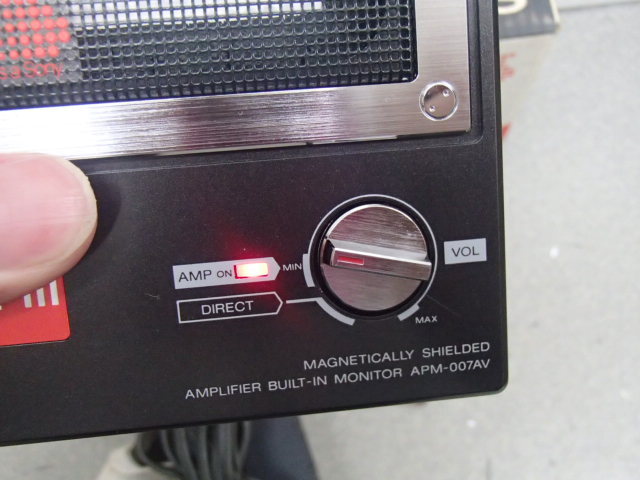 AMP ON
MIN
VOL
DIRECT
MAX
MAGNETICALLY SHIELDED
AMPLIFIER BUILT-IN MONITOR APM-007AV